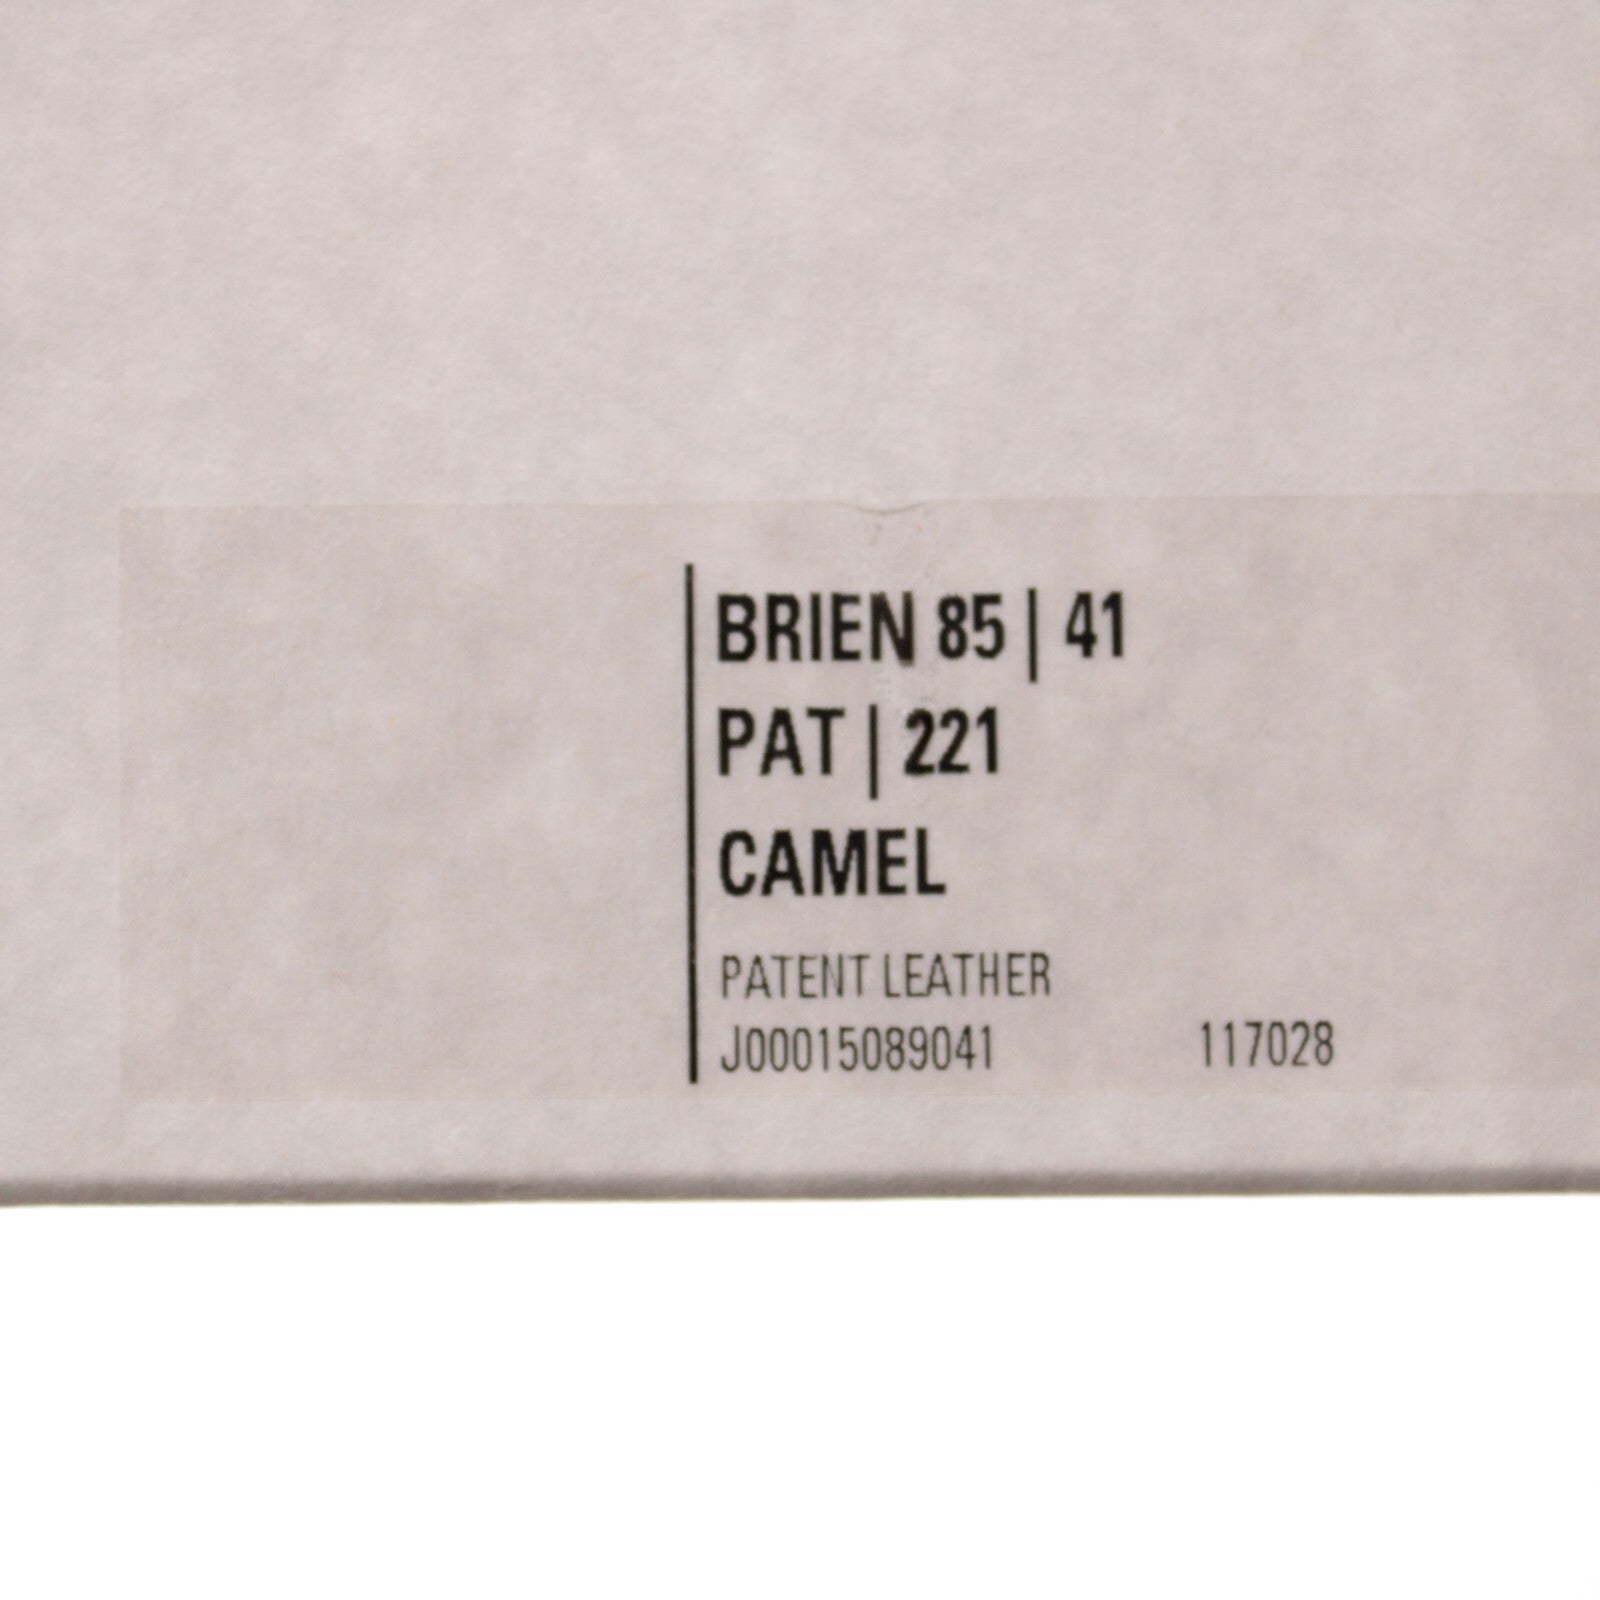 BRIEN 85 | 41
PAT | 221
CAMEL
PATENT LEATHER
J00015089041 117028